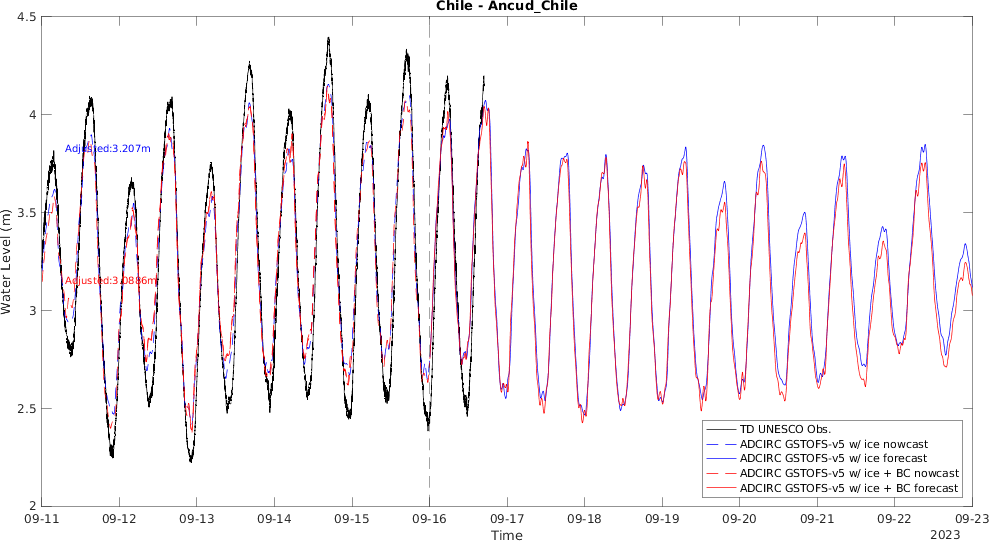 Chile - Ancud_Chile
4.5
4
3.5
3
2.5
2
Water Level (m)
Adjusted:3.207m
Adjusted:3.0886m
TD UNESCO Obs.
ADCIRC GSTOFS-v5 w/ ice nowcast
ADCIRC GSTOFS-v5 w/ ice forecast
ADCIRC GSTOFS-v5 w/ ice + BC nowcast
ADCIRC GSTOFS-v5 w/ ice + BC forecast
09-11 09-12 09-13 09-14 09-15 09-16 09-17 09-18 09-19 09-20 09-21 09-22 09-23
Time
2023